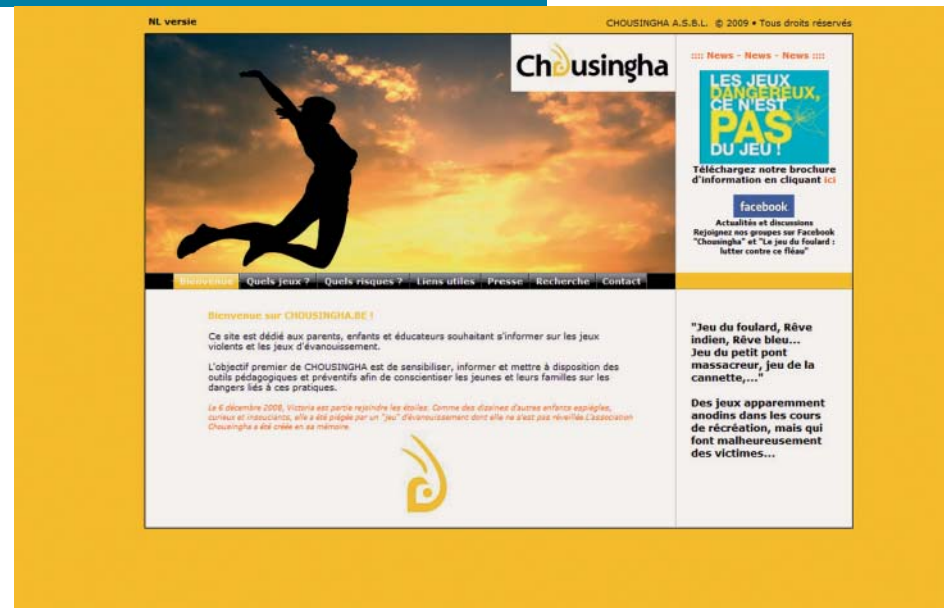 NL versie
CHOUSINGHA A.S.B.L. © 2009 • Tous droits réservés
Chousingha
:::: News - News - News ::::
LES JEUX
DANGEREUX,
CE N'EST
PAS
DU JEU !
Téléchargez notre brochure
d'information en cliquant ici
facebook
Actualités et discussions
Rejoignez nos groupes sur Facebook
"Chousingha" et "Le jeu du foulard :
lutter contre ce fléau"
Bienvenue Quels jeux ? Quels risques ? Liens utiles Presse Recherche Contact
Bienvenue sur CHOUSINGHA.BE !
Ce site est dédié aux parents, enfants et éducateurs souhaitant s'informer sur les jeux
violents et les jeux d'évanouissement.
L'objectif premier de CHOUSINGHA est de sensibiliser, informer et mettre à disposition des
outils pédagogiques et préventifs afin de conscientiser les jeunes et leurs familles sur les
dangers liés à ces pratiques.
Le 6 décembre 2008, Victoria est partie rejoindre les étoiles. Comme des dizaines d'autres enfants espiègles,
curieux et insouciants, elle a été piégée par un "jeu" d'évanouissement dont elle ne s'est pas réveillée.L'association
Chousingha a été créée en sa mémoire.
"Jeu du foulard, Rêve
indien, Rêve bleu...
Jeu du petit pont
massacreur, jeu de la
cannette,..."
Des jeux apparemment
anodins dans les cours
de récréation, mais qui
font malheureusement
des victimes...